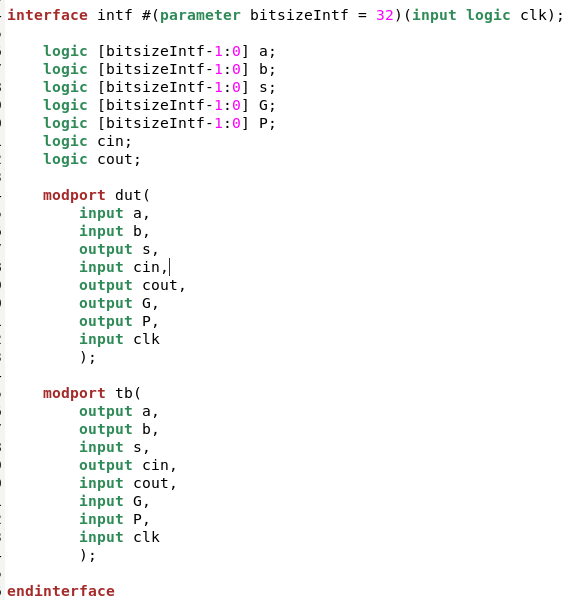 interface intf #(parameter bitsizeIntf = 32)(input logic clk);
logic [bitsizeIntf-1:0] a;
logic [bitsizeIntf-1:0] b;
logic [bitsizeIntf-1:0] s;
logic [bitsizeIntf-1:0] G;
logic [bitsizeIntf-1:0] P;
logic cin;
logic cout;
modport dut(
input a,
input b,
output s,
input cin,
output cout,
output G,
output P,
input clk
);
modport tb(
output a,
output b,
input s,
output cin,
input cout,
input G,
input P,
input clk
);
endinterface